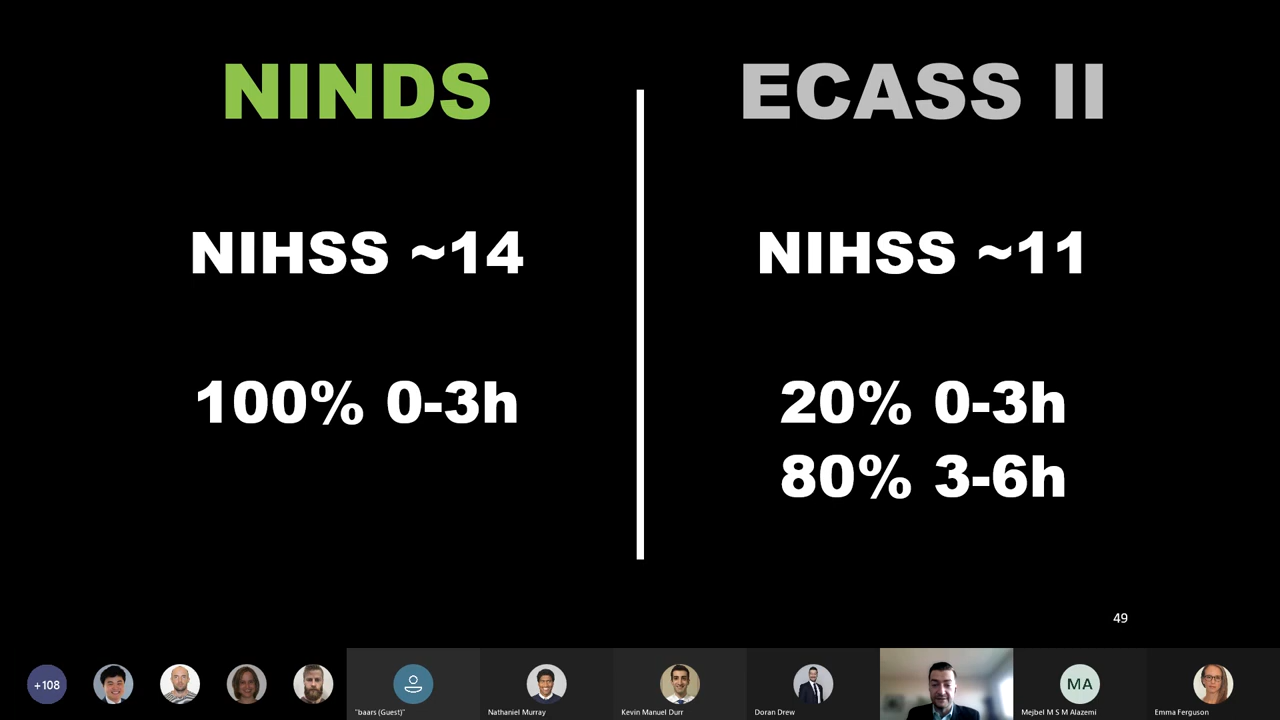 NINDS
NIHSS ~14
100% 0-3h
ECASS II
NIHSS ~11
20% 0-3h
80% 3-6h
49
+108
"baars (Guest)"
Nathaniel Murray
Kevin Manuel Durr
Doran Drew
MA
Mejbel M S M Alazemi
Emma Ferguson